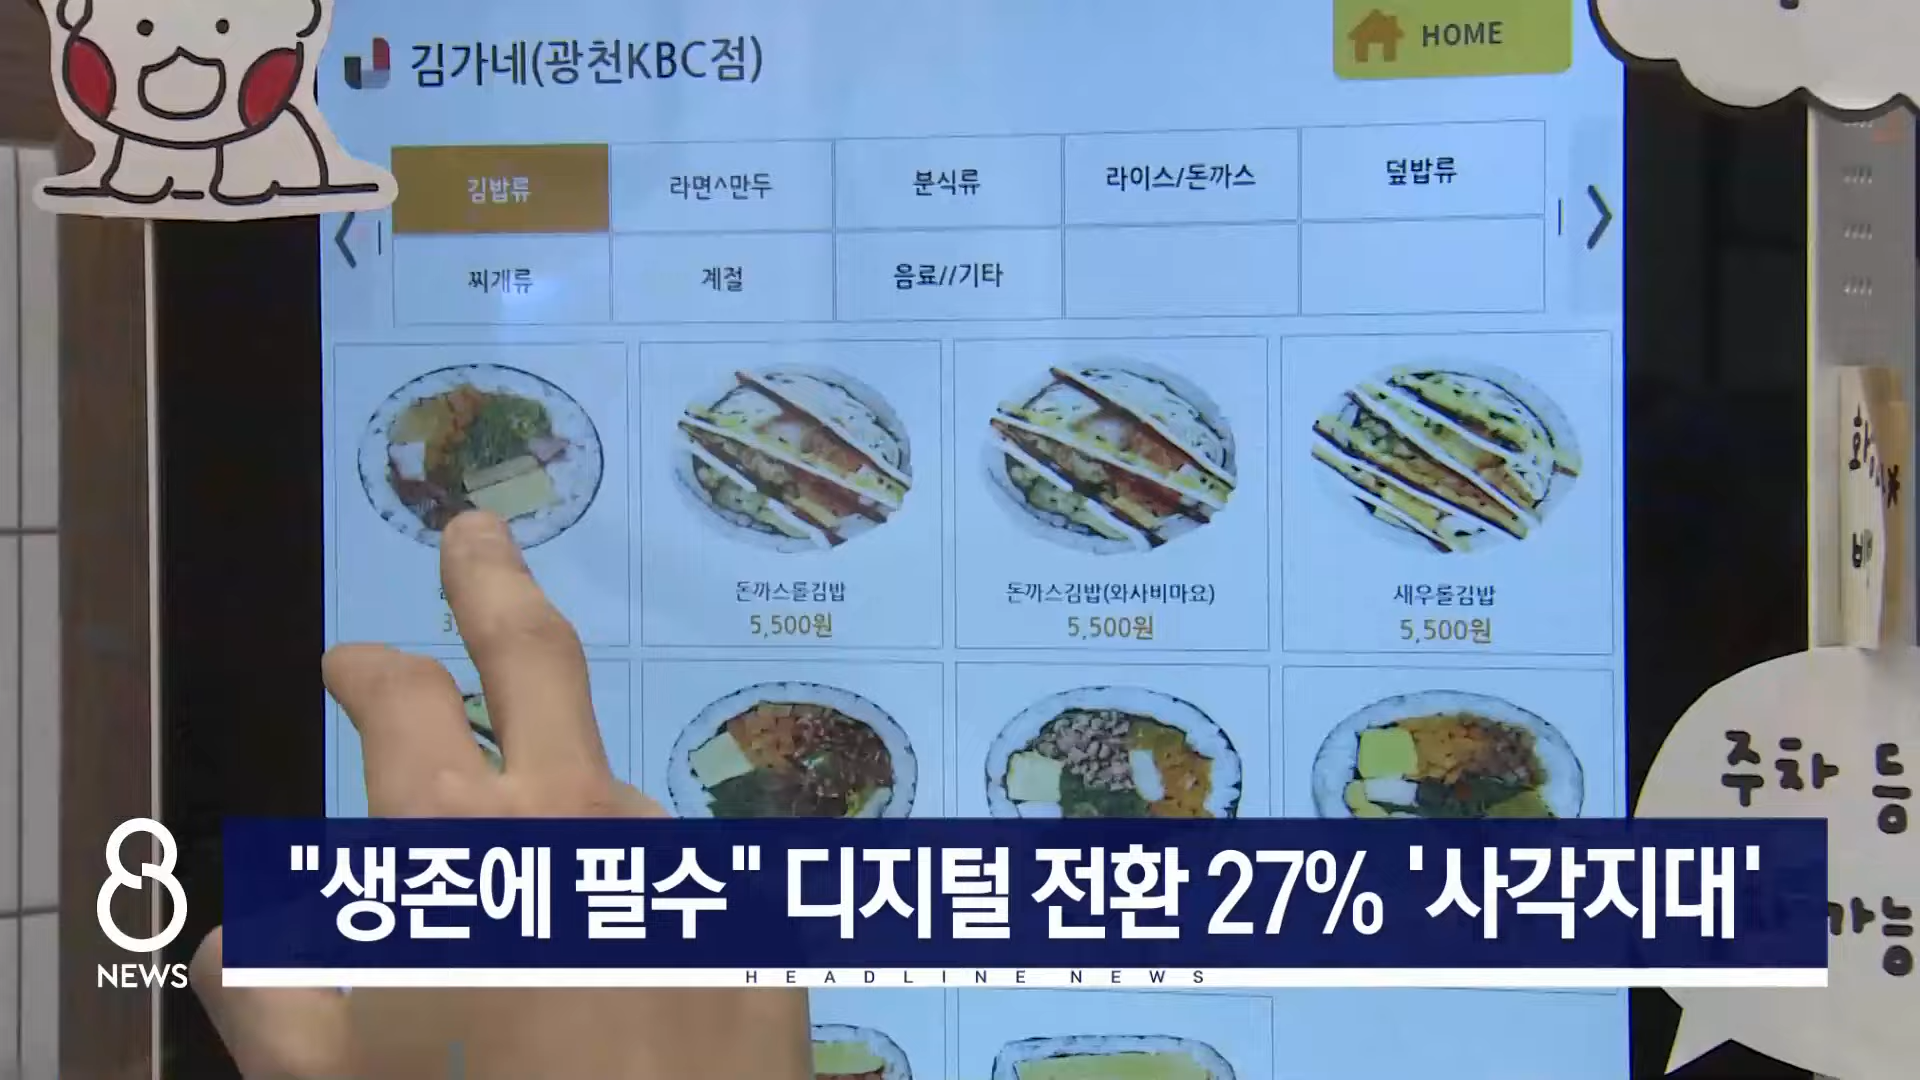 김가네(광천KBC점)
HOME
김밥류
라면^만두
분식류
라이스/돈까스
덮밥류
찌개류
계절
음료//기타
돈까스롤김밥
돈까스김밥(와사비마요)
새우롤김밥
5,500원
5,500원
5,500원
주차 등
가능
8
NEWS
"생존에 필수" 디지털 전환 27% '사각지대'
HEADLINE NEWS